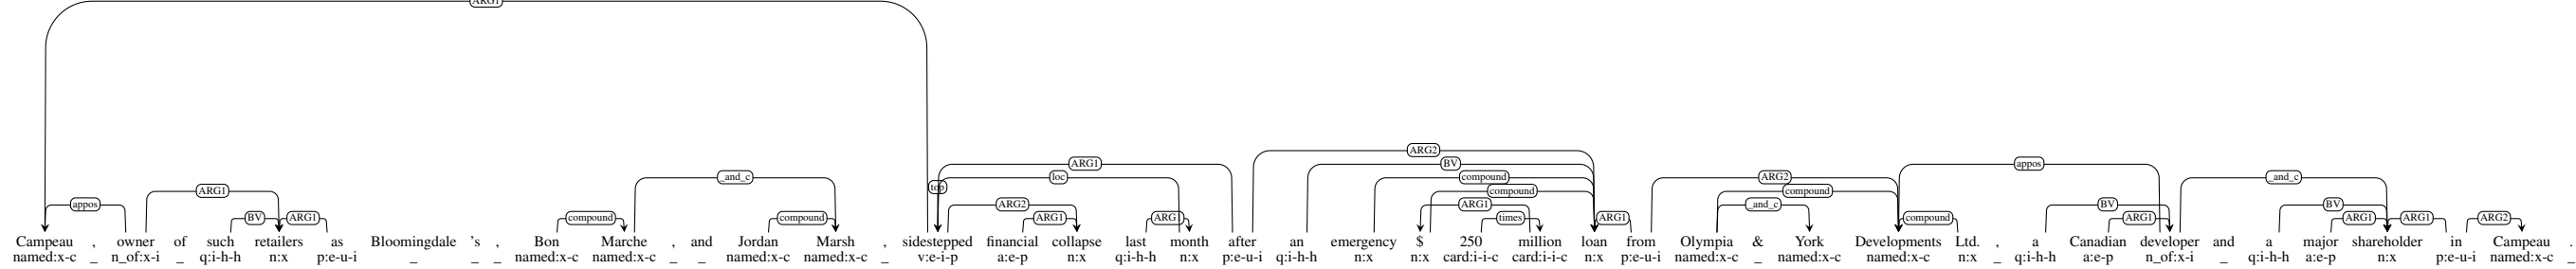 ARG1
ARG2
ARG1 BV appos
top loc _and_c compound ARG2 _and_c
ARG1 compound compound
appos ARG2 ARG1 _and_c BV
BV ARG1 compound compound ARG1 ARG1 times ARG1 compound ARG1 BV ARG1 ARG1 ARG2
Campeau , owner of such retailers as Bloomingdale 's , Bon Marche , and Jordan Marsh , sidestepped financial collapse last month after an emergency $ 250 million loan from Olympia & York Developments Ltd. , a Canadian developer and a major shareholder in Campeau .
named:x-c _ n_of:x-i _ q:i-h-h n:x p:e-u-i _ _ _ named:x-c named:x-c _ _ named:x-c named:x-c _ v:e-i-p a:e-p n:x q:i-h-h n:x p:e-u-i q:i-h-h n:x n:x card:i-i-c card:i-i-c n:x p:e-u-i named:x-c _ named:x-c named:x-c n:x _ q:i-h-h a:e-p n_of:x-i _ q:i-h-h a:e-p n:x p:e-u-i named:x-c _